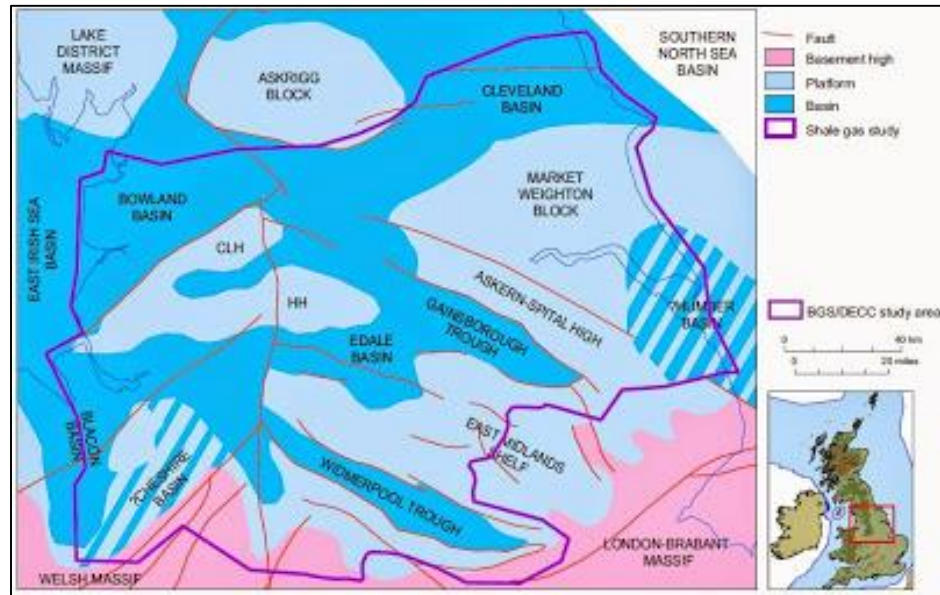 LAKE
DISTRICT
MASSIF
ASKRIGG
BLOCK
CLEVELAND
BASIN
SOUTHERN
NORTH SEA
BASIN
Fault
Basement high
Platform
Basin
Shale gas study
BOWLAND
BASIN
MARKET
WEIGHTON
BLOCK
EAST IRISH SEA
BASIN
CLH
HH
ASKERN-SPITAL HIGH
GAINSBOROUGH
TROUGH
?HUMBER
BASIN
EDALE
BASIN
BGS/DECC study area
0 40 km
0 20 miles
BLACON
BASIN
?CHESHIRE
BASIN
EAST MIDLANDS
SHELF
WIDMERPOOL TROUGH
LONDON-BRABANT
MASSIF
WELSH MASSIF